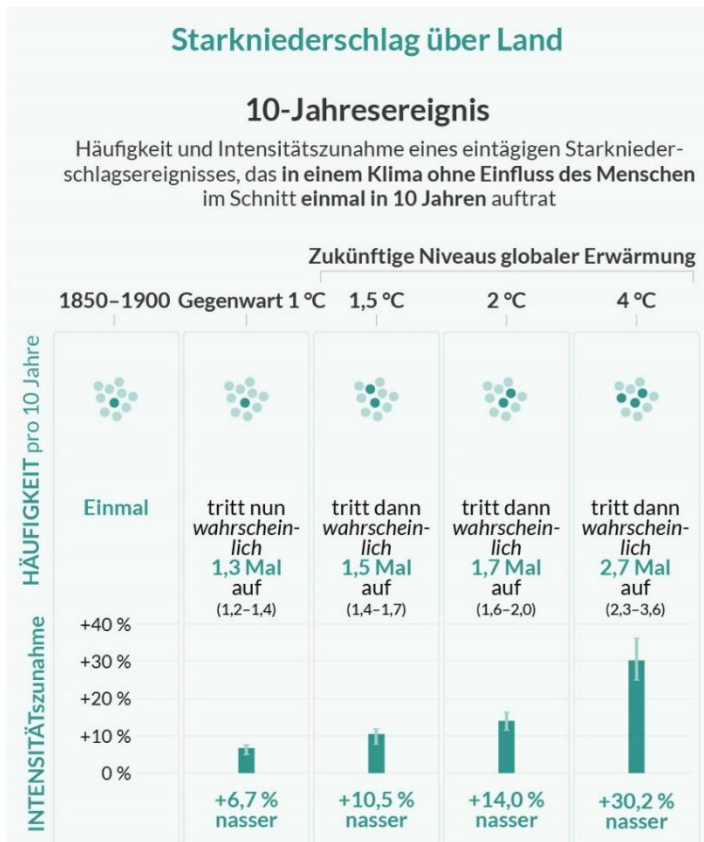 Starkniederschlag über Land
10-Jahresereignis
Häufigkeit und Intensitätszunahme eines eintägigen Starknieder-
schlagsereignisses, das in einem Klima ohne Einfluss des Menschen
im Schnitt einmal in 10 Jahren auftrat
Zukünftige Niveaus globaler Erwärmung
1850–1900 Gegenwart 1 °C 1,5 °C 2 °C 4 °C
HÄUFIGKEIT pro 10 Jahre
Einmal
tritt nun
wahrschein-
lich
1,3 Mal
auf
(1,2–1,4)
tritt dann
wahrschein-
lich
1,5 Mal
auf
(1,4–1,7)
tritt dann
wahrschein-
lich
1,7 Mal
auf
(1,6–2,0)
tritt dann
wahrschein-
lich
2,7 Mal
auf
(2,3–3,6)
INTENSITÄTszunahme
+40 %
+30 %
+20 %
+10 %
0 %
+6,7 %
nasser
+10,5 %
nasser
+14,0 %
nasser
+30,2 %
nasser